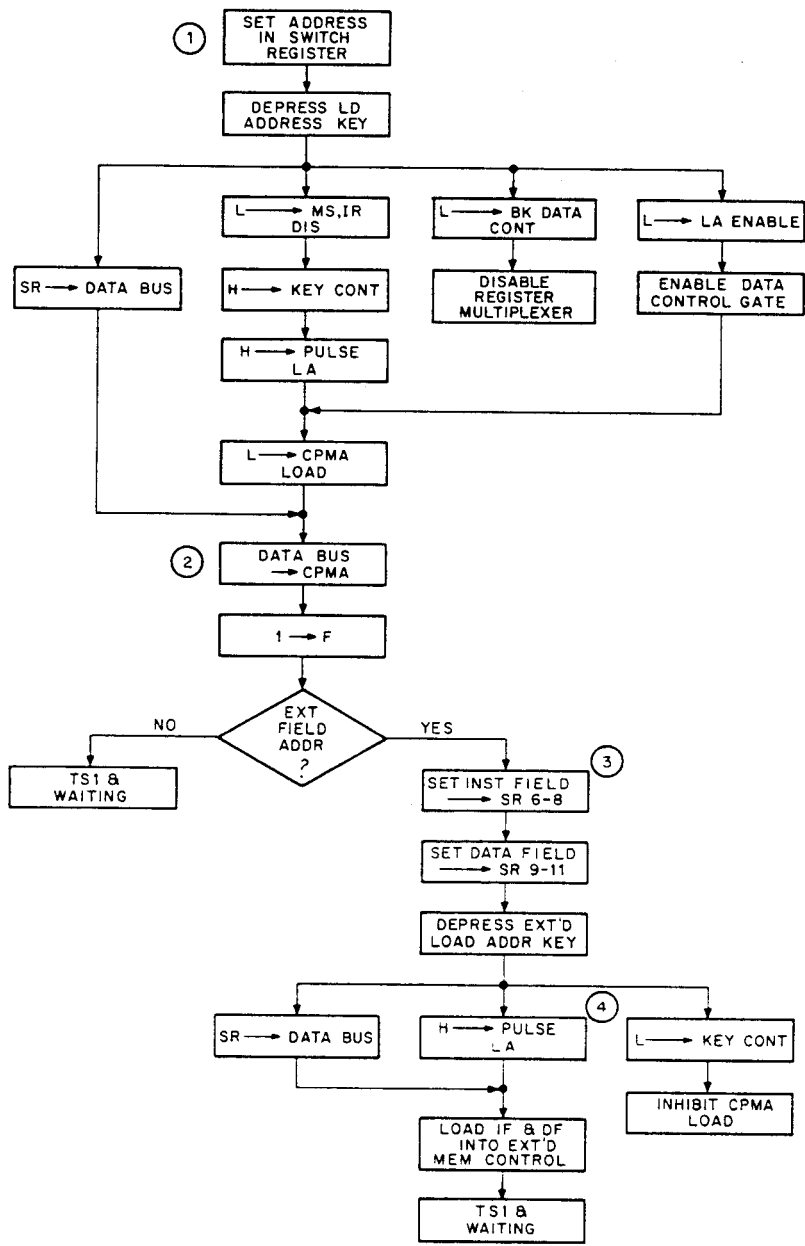 1
SET ADDRESS
IN SWITCH
REGISTER
DEPRESS LD
ADDRESS KEY
L → MS,IR
DIS
L → BK DATA
CONT
L → LA ENABLE
SR → DATA BUS
H → KEY CONT
DISABLE
REGISTER
MULTIPLEXER
ENABLE DATA
CONTROL GATE
H → PULSE
LA
L → CPMA
LOAD
2
DATA BUS
→ CPMA
1 → F
EXT
FIELD
ADDR
?
NO
YES
TS1 &
WAITING
3
SET INST FIELD
→ SR 6-8
SET DATA FIELD
→ SR 9-11
DEPRESS EXT'D
LOAD ADDR KEY
4
SR → DATA BUS
H → PULSE
LA
L → KEY CONT
INHIBIT CPMA
LOAD
LOAD IF & DF
INTO EXT'D
MEM CONTROL
TS1 &
WAITING